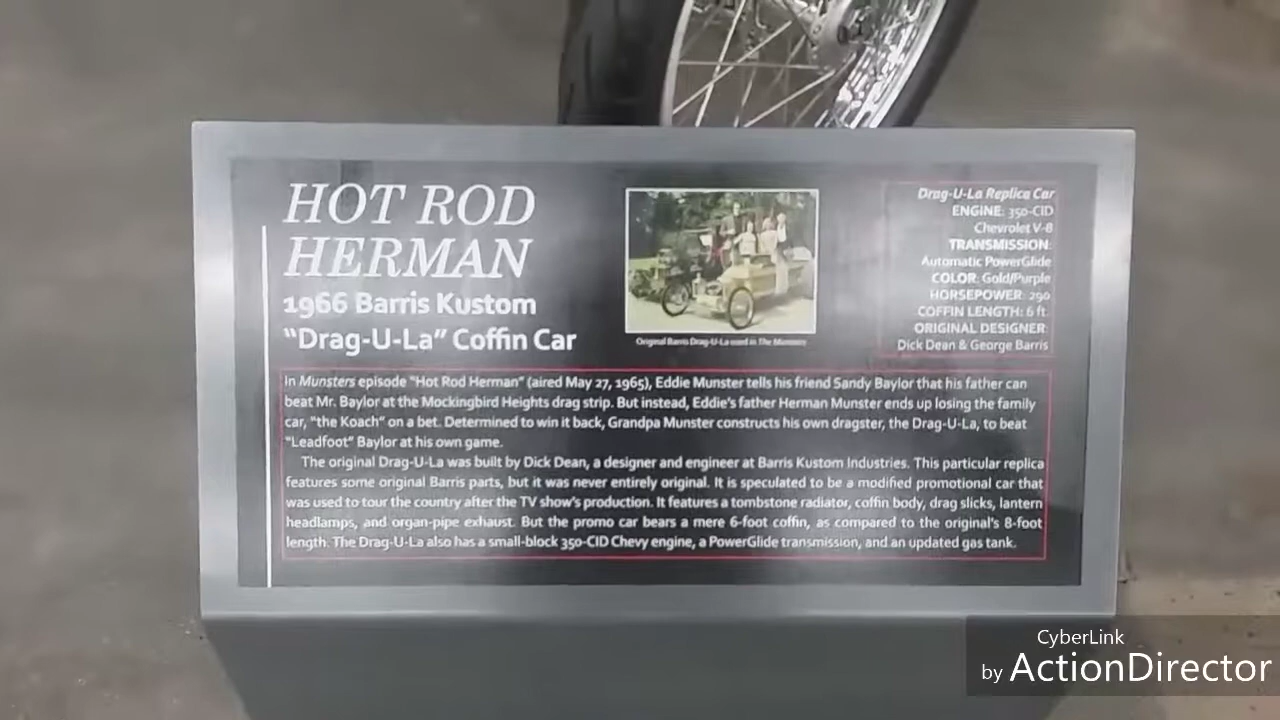 HOT ROD
HERMAN
1966 Barris Kustom
"Drag-U-La" Coffin Car
Original Barris Drag-U-La used in The Munsters
Drag-U-La Replica Car
ENGINE: 350-CID
Chevrolet V-8
TRANSMISSION:
Automatic PowerGlide
COLOR: Gold/Purple
HORSEPOWER: 290
COFFIN LENGTH: 6 ft.
ORIGINAL DESIGNER:
Dick Dean & George Barris
In Munsters episode "Hot Rod Herman" (aired May 27, 1965), Eddie Munster tells his friend Sandy Baylor that his father can
beat Mr. Baylor at the Mockingbird Heights drag strip. But instead, Eddie's father Herman Munster ends up losing the family
car, "the Koach" on a bet. Determined to win it back, Grandpa Munster constructs his own dragster, the Drag-U-La, to beat
"Leadfoot" Baylor at his own game.
The original Drag-U-La was built by Dick Dean, a designer and engineer at Barris Kustom Industries. This particular replica
features some original Barris parts, but it was never entirely original. It is speculated to be a modified promotional car that
was used to tour the country after the TV show's production. It features a tombstone radiator, coffin body, drag slicks, lantern
headlamps, and organ-pipe exhaust. But the promo car bears a mere 6-foot coffin, as compared to the original's 8-foot
length. The Drag-U-La also has a small-block 350-CID Chevy engine, a PowerGlide transmission, and an updated gas tank.
CyberLink
by ActionDirector